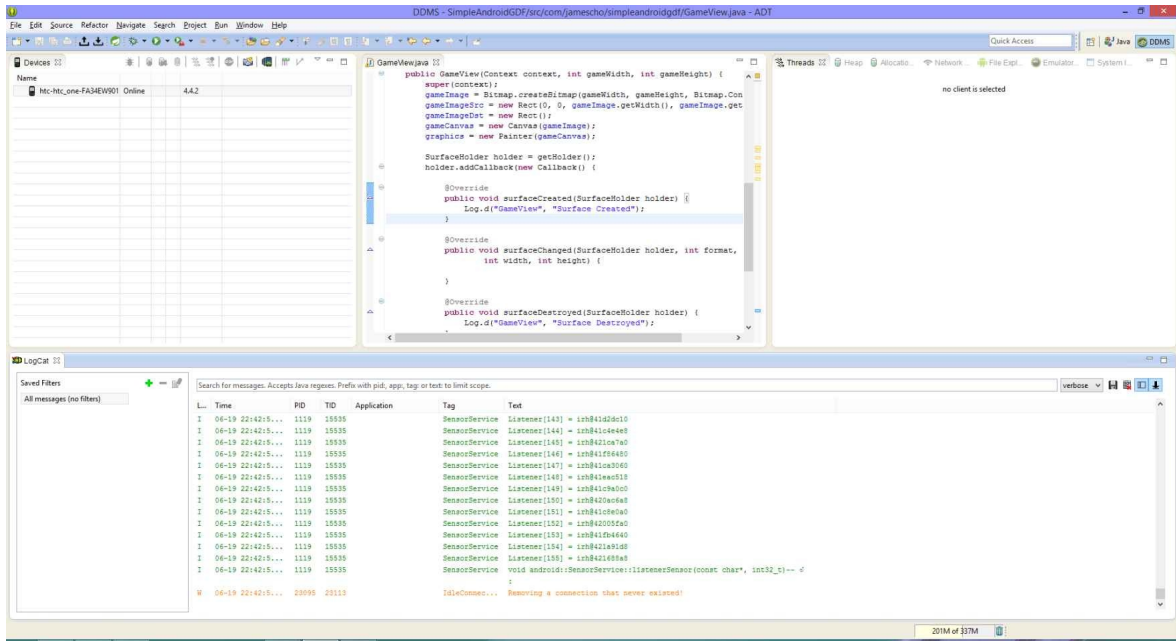 DDMS - SimpleAndroidGDF/src/com/jamescho/simpleandroidgdf/GameView.java - ADT
File Edit Source Refactor Navigate Search Project Run Window Help
Quick Access
Java
DDMS
Devices
Name
htc-htc_one-FA34EW901 Online 4.4.2
GameView.java
public GameView(Context context, int gameWidth, int gameHeight) {
super(context);
gameImage = Bitmap.createBitmap(gameWidth, gameHeight, Bitmap.Con
gameImageSrc = new Rect(0, 0, gameImage.getWidth(), gameImage.get
gameImageDst = new Rect();
gameCanvas = new Canvas(gameImage);
graphics = new Painter(gameCanvas);
SurfaceHolder holder = getHolder();
holder.addCallback(new Callback() {
@Override
public void surfaceCreated(SurfaceHolder holder) {
Log.d("GameView", "Surface Created");
}
@Override
public void surfaceChanged(SurfaceHolder holder, int format,
int width, int height) {
}
@Override
public void surfaceDestroyed(SurfaceHolder holder) {
Log.d("GameView", "Surface Destroyed");
Threads Heap Allocatio... Network ... File Expl... Emulator... System I...
no client is selected
LogCat
Saved Filters
All messages (no filters)
Search for messages. Accepts Java regexes. Prefix with pid:, app:, tag: or text: to limit scope.
verbose
L... Time PID TID Application Tag Text
I 06-19 22:42:5... 1119 15535 SensorService Listener[143] = irh@41d2dc10
I 06-19 22:42:5... 1119 15535 SensorService Listener[144] = irh@41c4e4e8
I 06-19 22:42:5... 1119 15535 SensorService Listener[145] = irh@421ca7a0
I 06-19 22:42:5... 1119 15535 SensorService Listener[146] = irh@41f86480
I 06-19 22:42:5... 1119 15535 SensorService Listener[147] = irh@41ca3060
I 06-19 22:42:5... 1119 15535 SensorService Listener[148] = irh@41eac518
I 06-19 22:42:5... 1119 15535 SensorService Listener[149] = irh@41c9a0c0
I 06-19 22:42:5... 1119 15535 SensorService Listener[150] = irh@420ac6a8
I 06-19 22:42:5... 1119 15535 SensorService Listener[151] = irh@41c8e0a0
I 06-19 22:42:5... 1119 15535 SensorService Listener[152] = irh@42005fa0
I 06-19 22:42:5... 1119 15535 SensorService Listener[153] = irh@41fb4640
I 06-19 22:42:5... 1119 15535 SensorService Listener[154] = irh@421a91d8
I 06-19 22:42:5... 1119 15535 SensorService Listener[155] = irh@421688a8
I 06-19 22:42:5... 1119 15535 SensorService void android::SensorService::listenerSensor(const char*, int32_t)--
:
W 06-19 22:42:5... 20095 23113 IdleConnec... Removing a connection that never existed!
201M of 337M